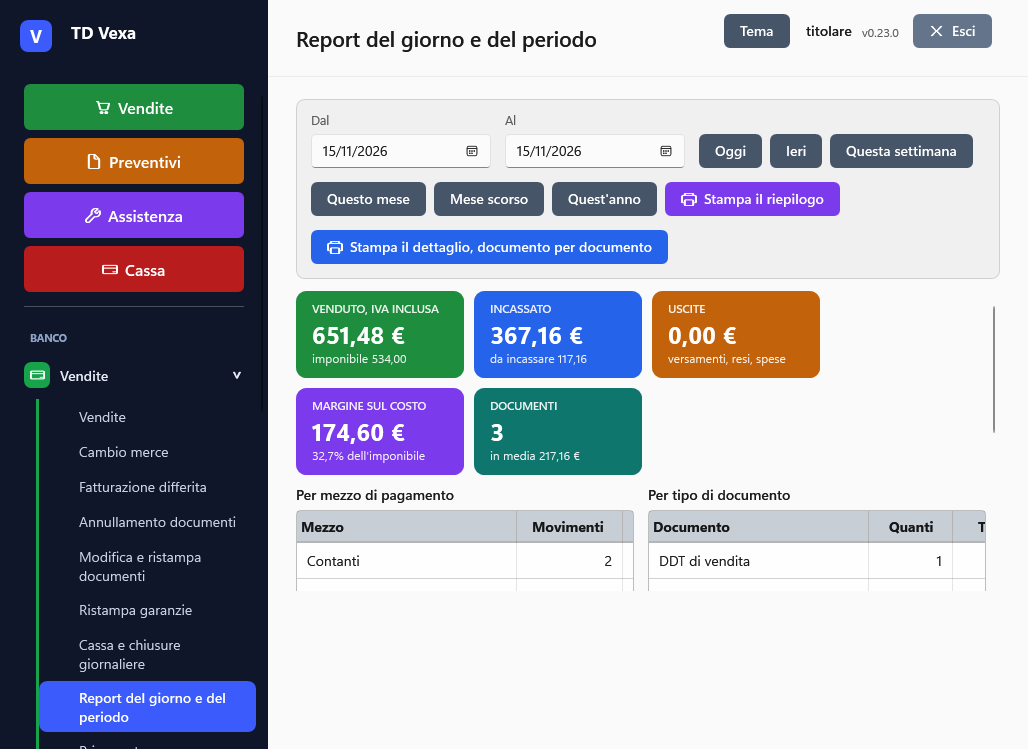 V
TD Vexa
Vendite
Preventivi
Assistenza
Cassa
BANCO
Vendite
Vendite
Cambio merce
Fatturazione differita
Annullamento documenti
Modifica e ristampa
documenti
Ristampa garanzie
Cassa e chiusure
giornaliere
Report del giorno e del
periodo
Report del giorno e del periodo
Tema
titolare
v0.23.0
Esci
Dal
Al
15/11/2026
15/11/2026
Oggi
Ieri
Questa settimana
Questo mese
Mese scorso
Quest'anno
Stampa il riepilogo
Stampa il dettaglio, documento per documento
VENDUTO, IVA INCLUSA
651,48 €
imponibile 534,00
INCASSATO
367,16 €
da incassare 117,16
USCITE
0,00 €
versamenti, resi, spese
MARGINE SUL COSTO
174,60 €
32,7% dell'imponibile
DOCUMENTI
3
in media 217,16 €
Per mezzo di pagamento
Mezzo Movimenti
Contanti 2
Per tipo di documento
Documento Quanti
DDT di vendita 1